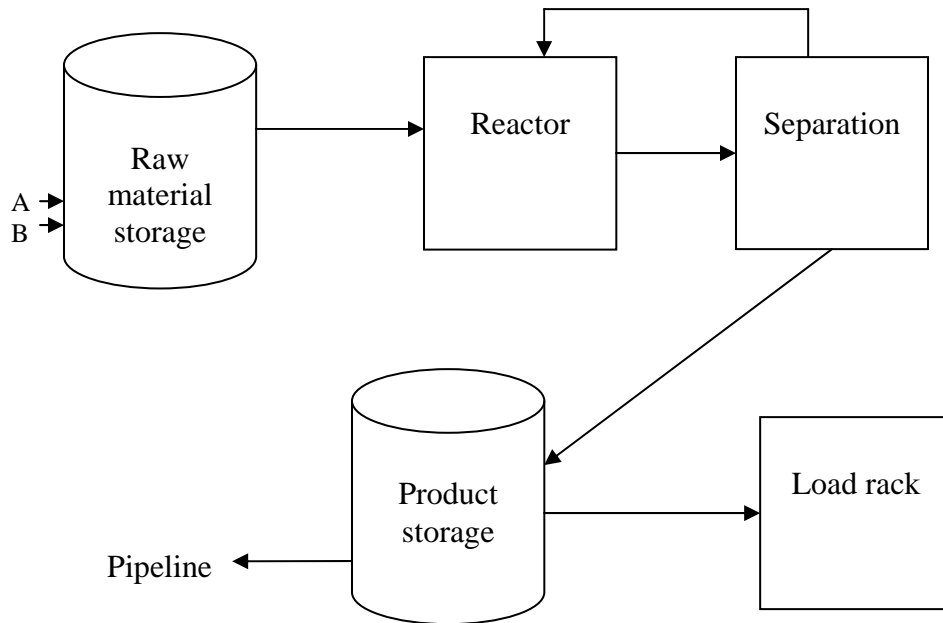 Reactor
Separation
Raw
material
storage
A
B
Product
storage
Load rack
Pipeline